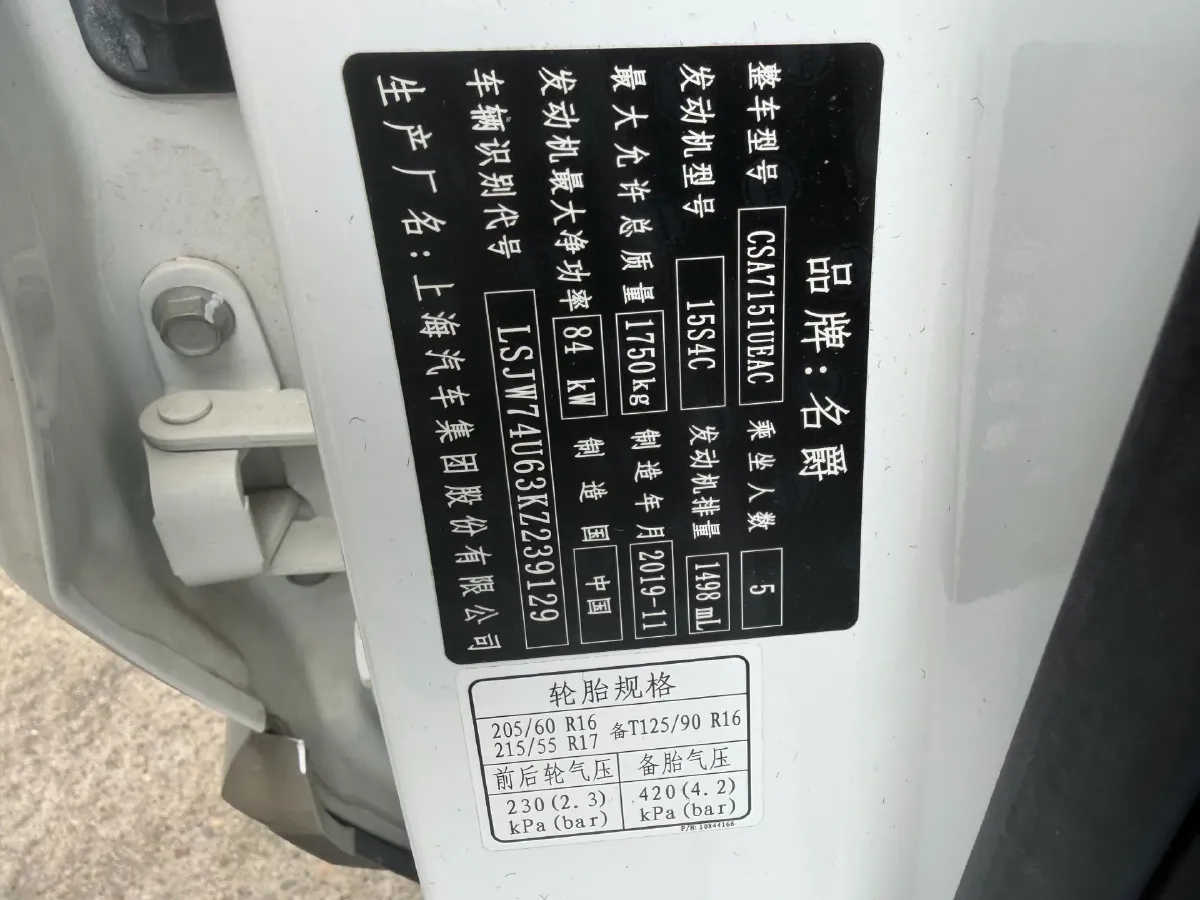 品牌:名爵
整车型号 CSA7151UEAC 乘坐人数 5
发动机型号 15S4C 发动机排量 1498mL
最大允许总质量 1750kg 制造年月 2019-11
发动机最大净功率 84 kW 制造国 中国
车辆识别代号 LSJW74U63KZ239129
生产厂名:上海汽车集团股份有限公司
轮胎规格
205/60 R16 备T125/90 R16
215/55 R17
前后轮气压 备胎气压
230(2.3) 420(4.2)
kPa(bar) kPa(bar)
P/N: 10844166